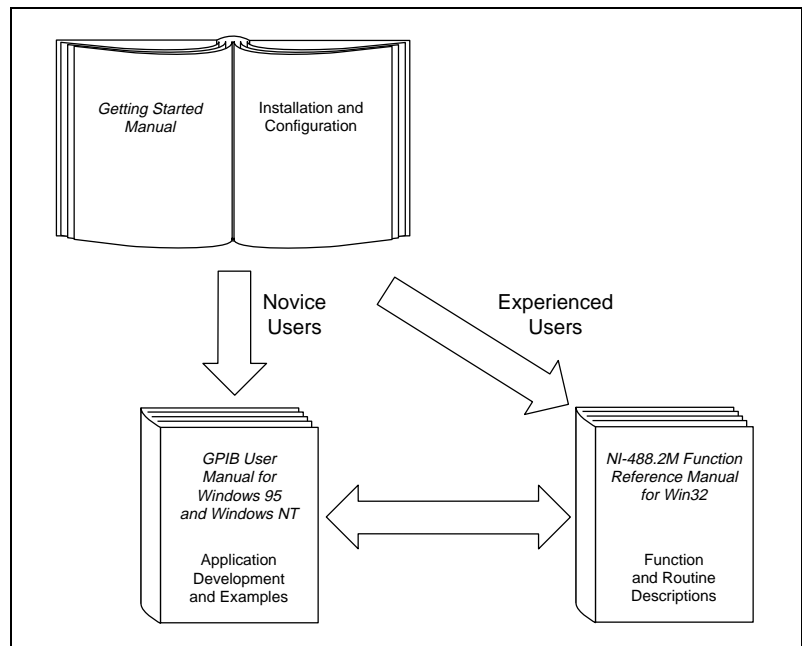 Getting Started
Manual
Installation and
Configuration
Novice
Users
Experienced
Users
GPIB User
Manual for
Windows 95
and Windows NT
Application
Development
and Examples
NI-488.2M Function
Reference Manual
for Win32
Function
and Routine
Descriptions